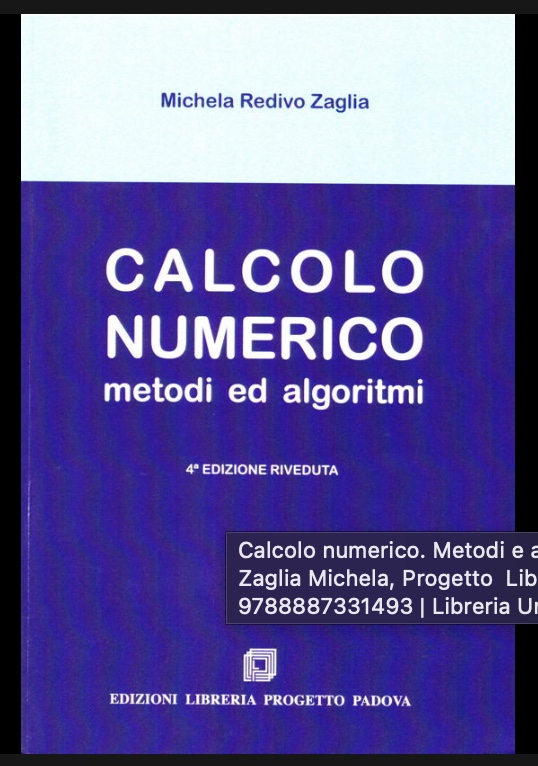 Michela Redivo Zaglia
CALCOLO
NUMERICO
metodi ed algoritmi
4ª EDIZIONE RIVEDUTA
Calcolo numerico. Metodi e
Zaglia Michela, Progetto Lib
9788887331493 | Libreria
EDIZIONI LIBRERIA PROGETTO PADOVA